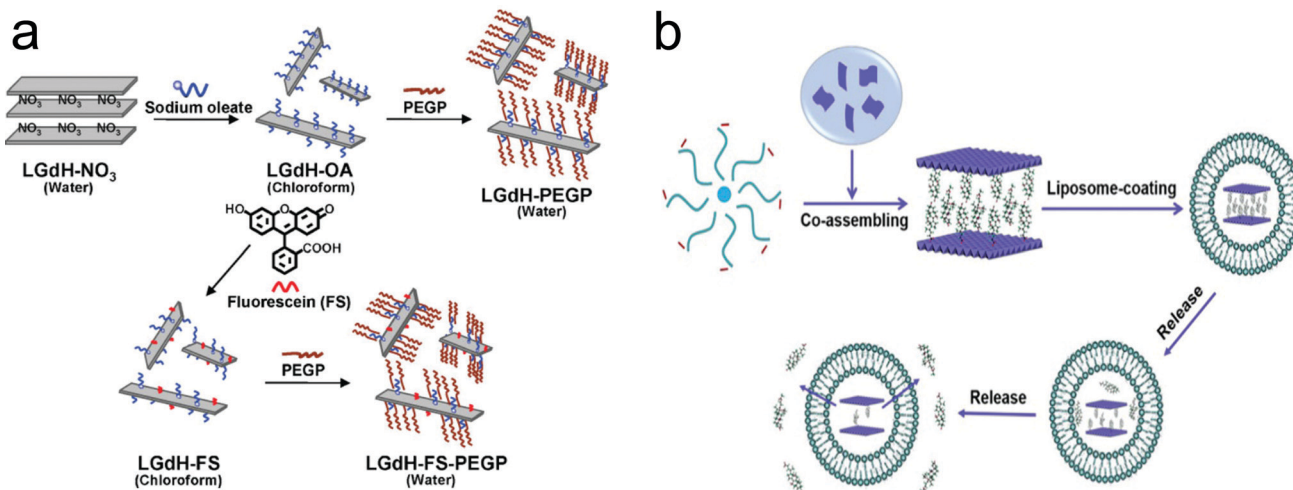 a
NO3 NO3 NO3
NO3 NO3 NO3
LGdH-NO3
(Water)
Sodium oleate
LGdH-OA
(Chloroform)
PEGP
LGdH-PEGP
(Water)
HO
O
O
COOH
Fluorescein (FS)
LGdH-FS
(Chloroform)
PEGP
LGdH-FS-PEGP
(Water)
b
Co-assembling
Liposome-coating
Release
Release